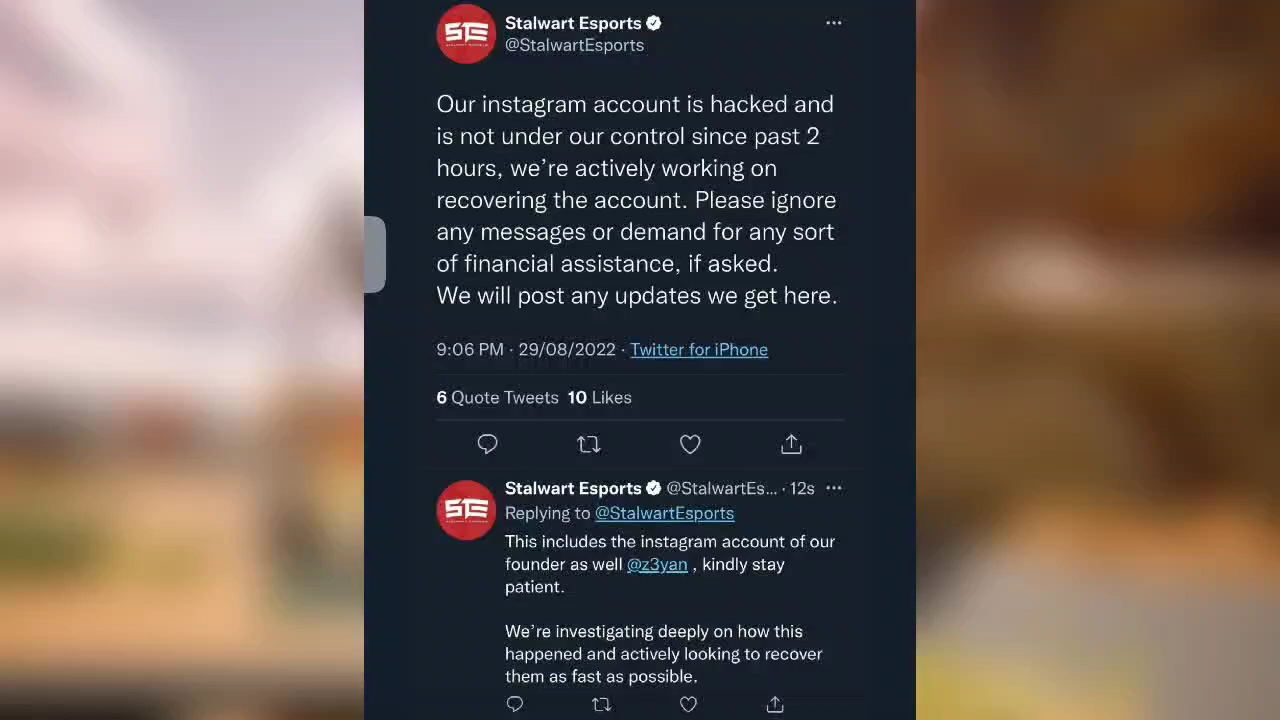 Stalwart Esports
@StalwartEsports
Our instagram account is hacked and
is not under our control since past 2
hours, we’re actively working on
recovering the account. Please ignore
any messages or demand for any sort
of financial assistance, if asked.
We will post any updates we get here.
9:06 PM · 29/08/2022 · Twitter for iPhone
6 Quote Tweets 10 Likes
Stalwart Esports @StalwartEs... · 12s
Replying to @StalwartEsports
This includes the instagram account of our
founder as well @z3yan , kindly stay
patient.
We’re investigating deeply on how this
happened and actively looking to recover
them as fast as possible.